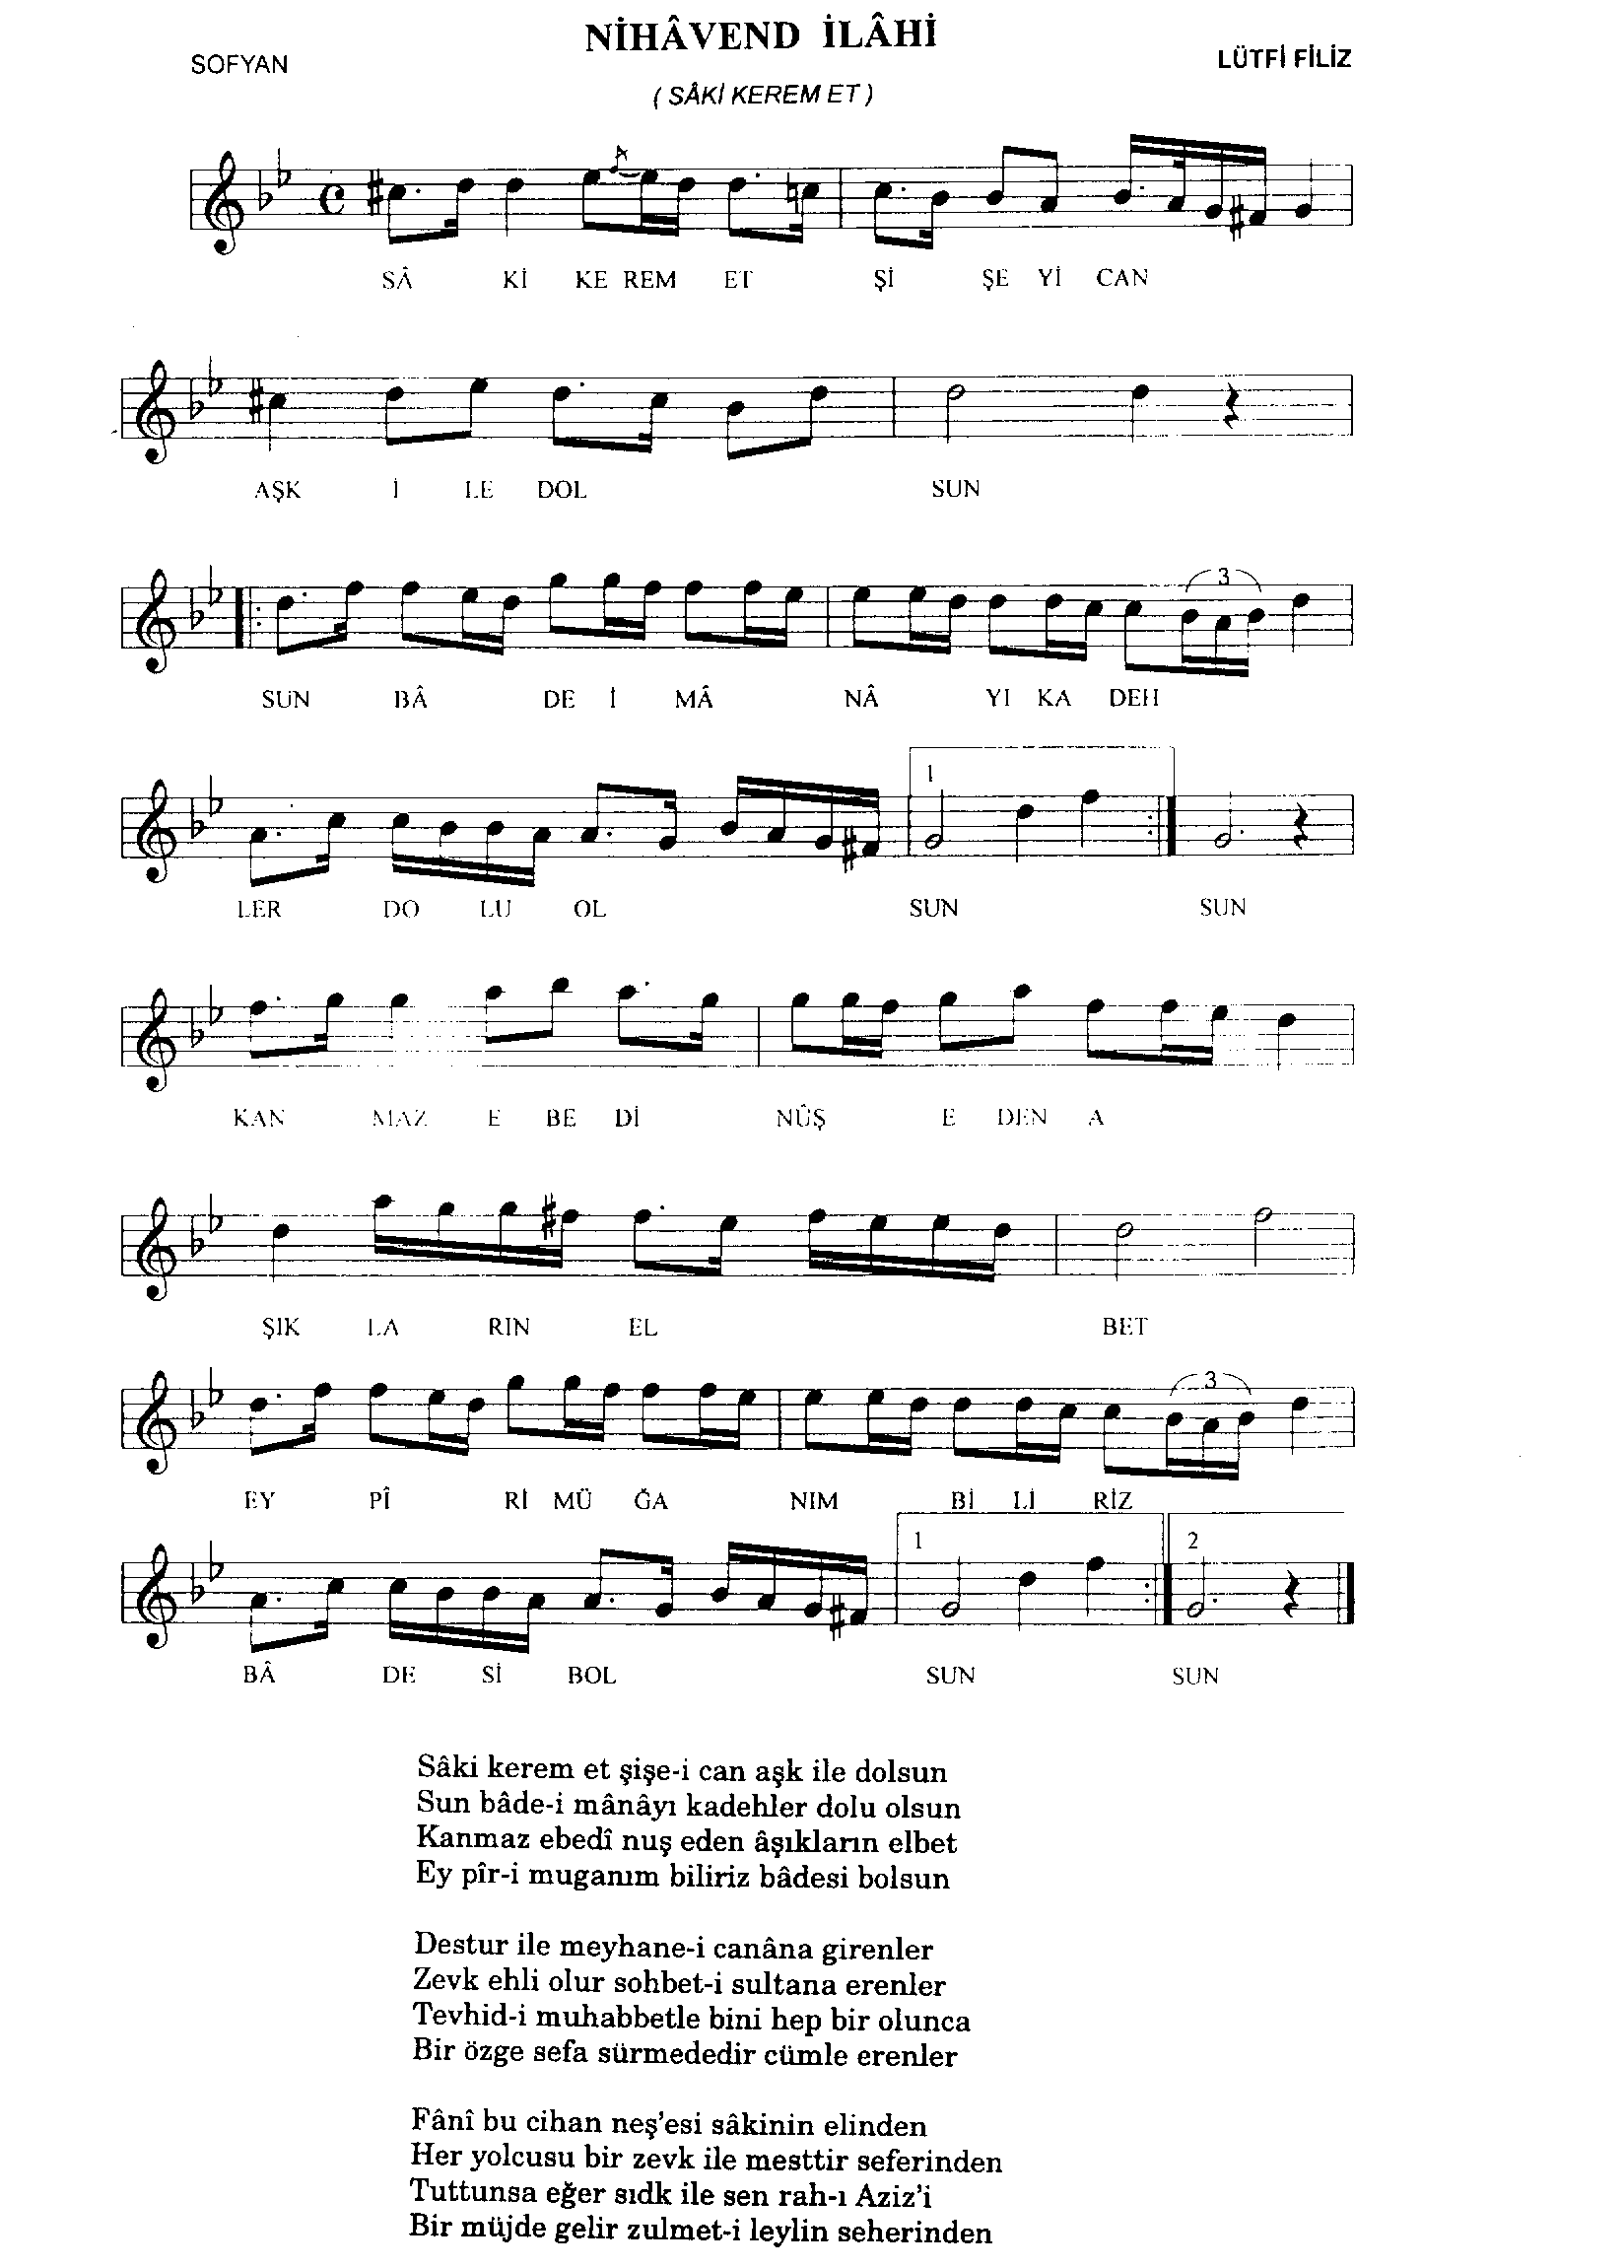 NİHÂVEND İLÂHİ
SOFYAN
LÜTFİ FİLİZ
( SÂKİ KEREM ET )
SÂ Kİ KE REM ET Şİ ŞE Yİ CAN
AŞK İ LE DOL SUN
3
SUN BÂ DE İ MÂ NÂ YI KA DEH
1
LER DO LU OL SUN SUN
KAN MAZ E BE Dİ NÛŞ E DEN A
ŞIK LA RIN EL BET
3
EY PÎ Rİ MÜ ĞA NIM Bİ Lİ RİZ
1 2
BÂ DE Sİ BOL SUN SUN
Sâki kerem et şişe-i can aşk ile dolsun
Sun bâde-i mânâyı kadehler dolu olsun
Kanmaz ebedî nuş eden âşıkların elbet
Ey pîr-i muganım biliriz bâdesi bolsun
Destur ile meyhane-i canâna girenler
Zevk ehli olur sohbet-i sultana erenler
Tevhid-i muhabbetle bini hep bir olunca
Bir özge sefa sürmededir cümle erenler
Fânî bu cihan neş'esi sâkinin elinden
Her yolcusu bir zevk ile mesttir seferinden
Tuttunsa eğer sıdk ile sen rah-ı Aziz'i
Bir müjde gelir zulmet-i leylin seherinden